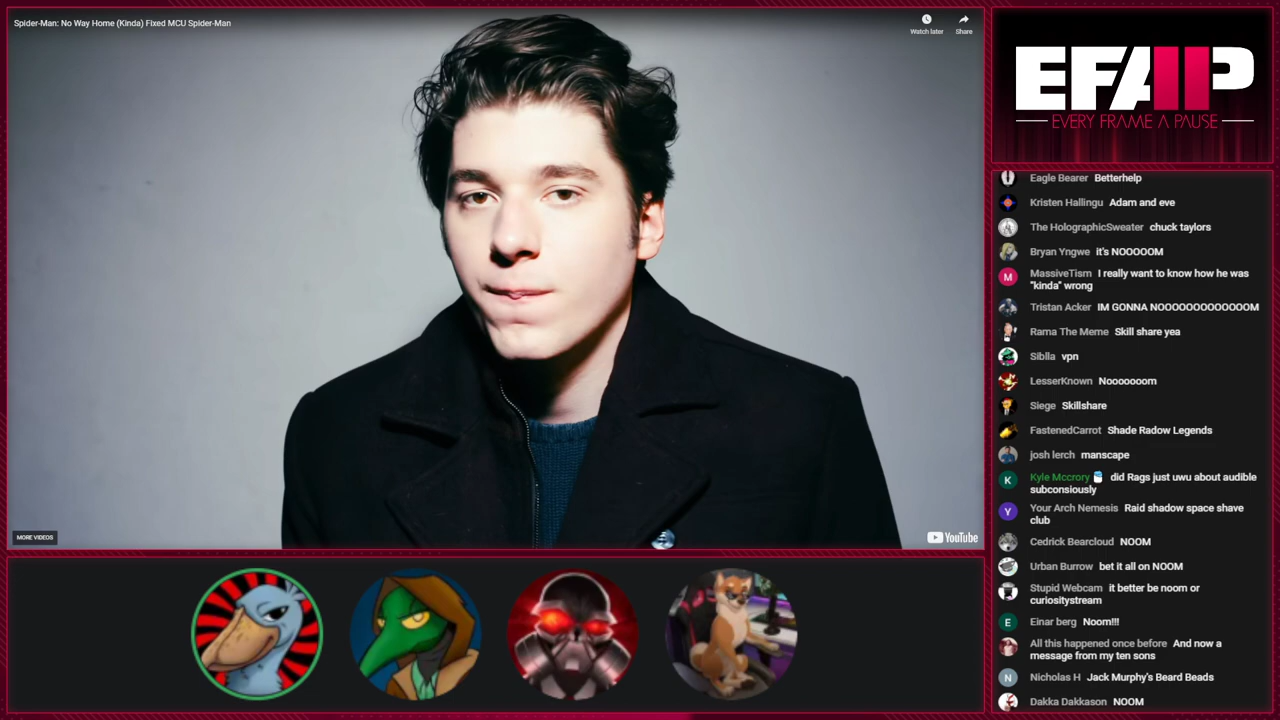 Spider-Man: No Way Home (Kinda) Fixed MCU Spider-Man
Watch later
Share
MORE VIDEOS
YouTube
EFAP
EVERY FRAME A PAUSE
Eagle Bearer Betterhelp
Kristen Hallingu Adam and eve
The HolographicSweater chuck taylors
Bryan Yngwe it's NOOOOOM
M
MassiveTism I really want to know how he was
"kinda" wrong
Tristan Acker IM GONNA NOOOOOOOOOOOOOM
Rama The Meme Skill share yea
Siblla vpn
LesserKnown Nooooooom
Siege Skillshare
FastenedCarrot Shade Radow Legends
josh lerch manscape
K
Kyle Mccrory did Rags just uwu about audible
subconsiously
Y
Your Arch Nemesis Raid shadow space shave
club
Cedrick Bearcloud NOOM
Urban Burrow bet it all on NOOM
Stupid Webcam it better be noom or
curiositystream
E
Einar berg Noom!!!
All this happened once before And now a
message from my ten sons
N
Nicholas H Jack Murphy's Beard Beads
Dakka Dakkason NOOM